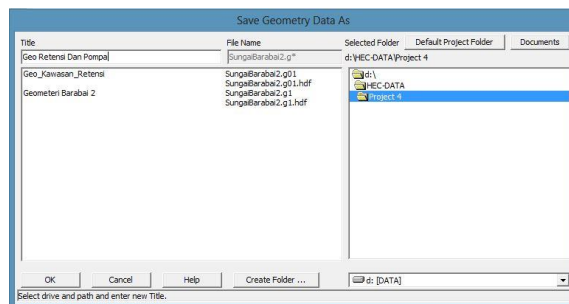 Save Geometry Data As
Title
File Name
Selected Folder
Default Project Folder
Documents
Geo Retensi Dan Pompa
SungaiBarabai2.g*
d:\HEC-DATA\Project 4
Geo_Kawasan_Retensi
SungaiBarabai2.g01
SungaiBarabai2.g01.hdf
Geometeri Barabai 2
SungaiBarabai2.g1
SungaiBarabai2.g1.hdf
d:\
HEC-DATA
Project 4
OK
Cancel
Help
Create Folder ...
d: [DATA]
Select drive and path and enter new Title.